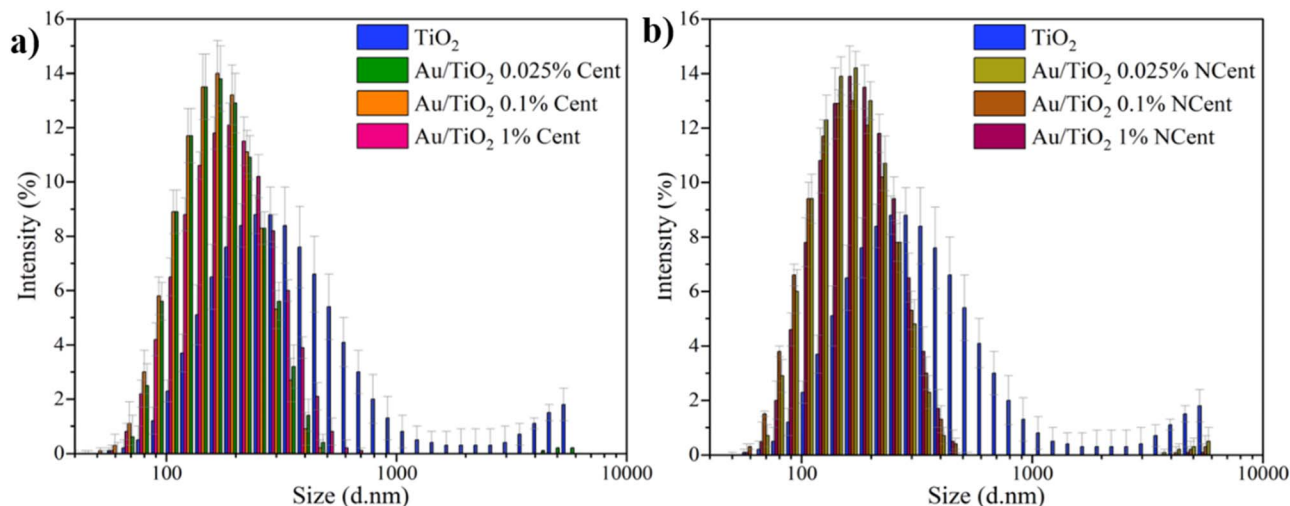 a)
16
14
12
10
8
6
4
2
0
Intensity (%)
TiO₂
Au/TiO₂ 0.025% Cent
Au/TiO₂ 0.1% Cent
Au/TiO₂ 1% Cent
100
1000
10000
Size (d.nm)
b)
16
14
12
10
8
6
4
2
0
Intensity (%)
TiO₂
Au/TiO₂ 0.025% NCent
Au/TiO₂ 0.1% NCent
Au/TiO₂ 1% NCent
100
1000
10000
Size (d.nm)